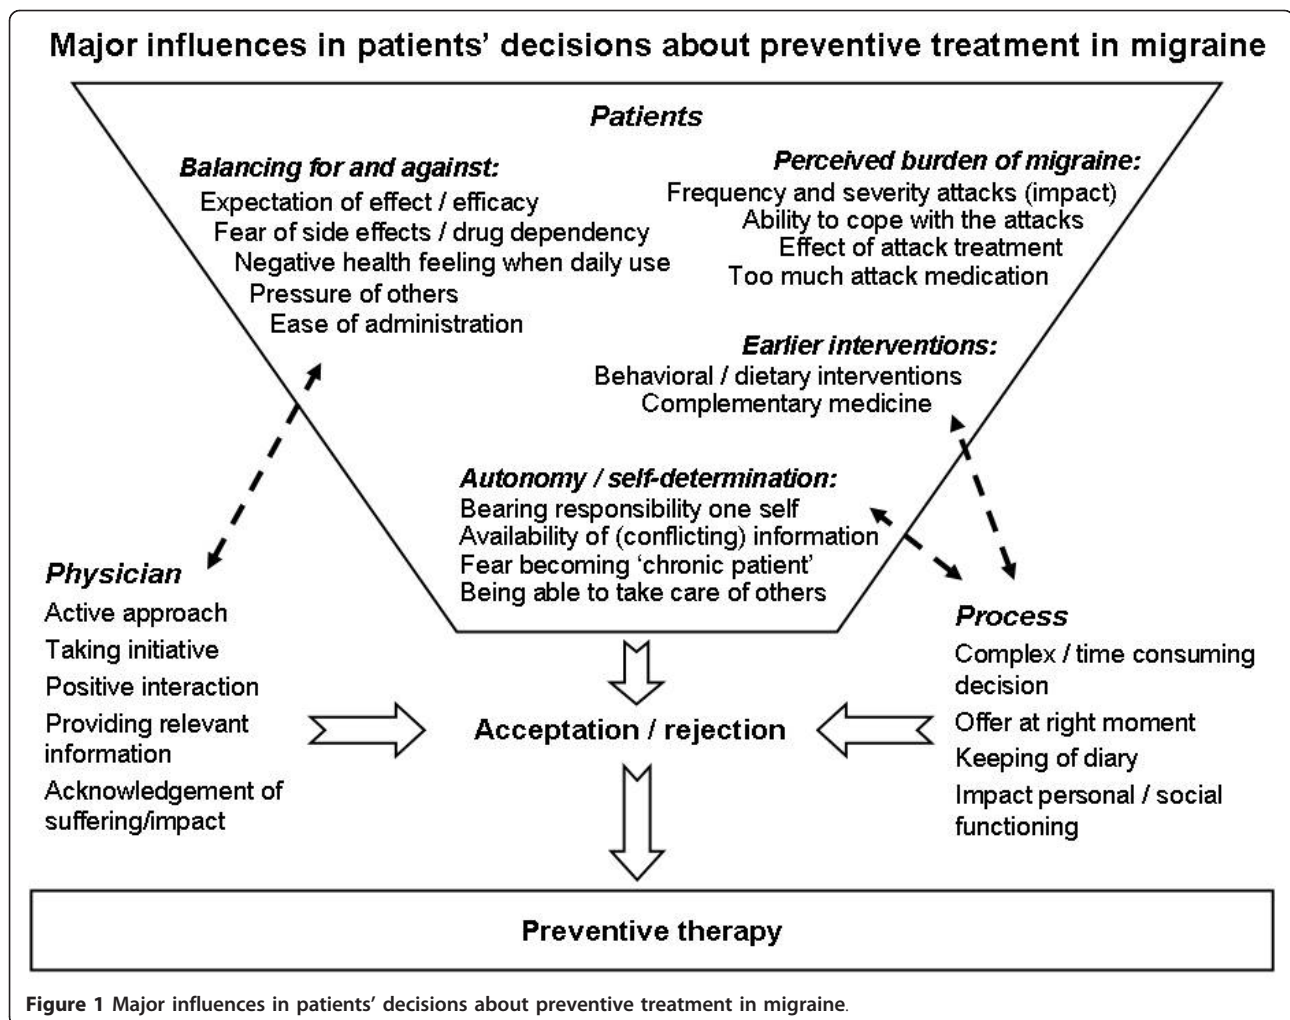 Major influences in patients’ decisions about preventive treatment in migraine
Patients
Balancing for and against:
Expectation of effect / efficacy
Fear of side effects / drug dependency
Negative health feeling when daily use
Pressure of others
Ease of administration
Perceived burden of migraine:
Frequency and severity attacks (impact)
Ability to cope with the attacks
Effect of attack treatment
Too much attack medication
Earlier interventions:
Behavioral / dietary interventions
Complementary medicine
Autonomy / self-determination:
Bearing responsibility one self
Availability of (conflicting) information
Fear becoming ‘chronic patient’
Being able to take care of others
Physician
Active approach
Taking initiative
Positive interaction
Providing relevant
information
Acknowledgement of
suffering/impact
Process
Complex / time consuming
decision
Offer at right moment
Keeping of diary
Impact personal / social
functioning
Acceptation / rejection
Preventive therapy
Figure 1 Major influences in patients’ decisions about preventive treatment in migraine.